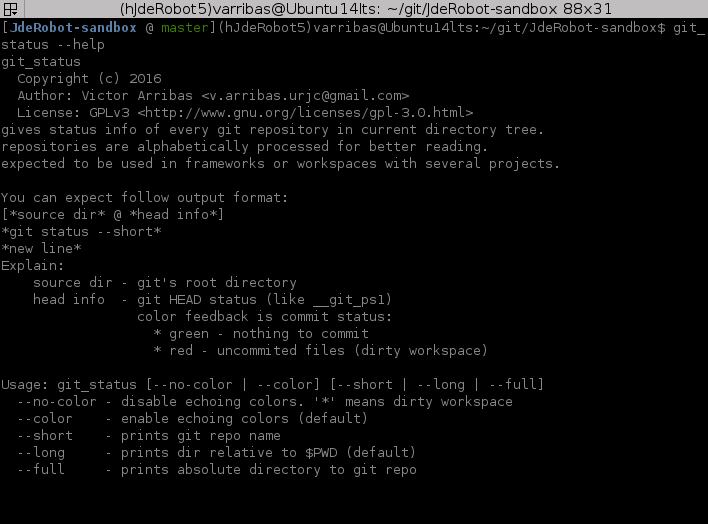 (hJdeRobot5)varribas@Ubuntu14lts: ~/git/JdeRobot-sandbox 88x31
[JdeRobot-sandbox @ master](hJdeRobot5)varribas@Ubuntu14lts:~/git/JdeRobot-sandbox$ git_
status --help
git_status
  Copyright (c) 2016
  Author: Victor Arribas <v.arribas.urjc@gmail.com>
  License: GPLv3 <http://www.gnu.org/licenses/gpl-3.0.html>
gives status info of every git repository in current directory tree.
repositories are alphabetically processed for better reading.
expected to be used in frameworks or workspaces with several projects.

You can expect follow output format:
[*source dir* @ *head info*]
*git status --short*
*new line*
Explain:
    source dir - git's root directory
    head info  - git HEAD status (like __git_ps1)
                 color feedback is commit status:
                   * green - nothing to commit
                   * red - uncommited files (dirty workspace)

Usage: git_status [--no-color | --color] [--short | --long | --full]
  --no-color - disable echoing colors. '*' means dirty workspace
  --color    - enable echoing colors (default)
  --short    - prints git repo name
  --long     - prints dir relative to $PWD (default)
  --full     - prints absolute directory to git repo